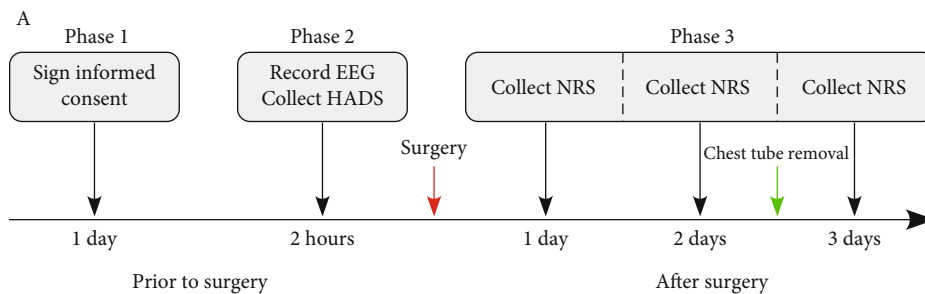 A
Phase 1
Phase 2
Phase 3
Sign informed
consent
Record EEG
Collect HADS
Collect NRS
Collect NRS
Collect NRS
Surgery
Chest tube removal
1 day
2 hours
1 day
2 days
3 days
Prior to surgery
After surgery